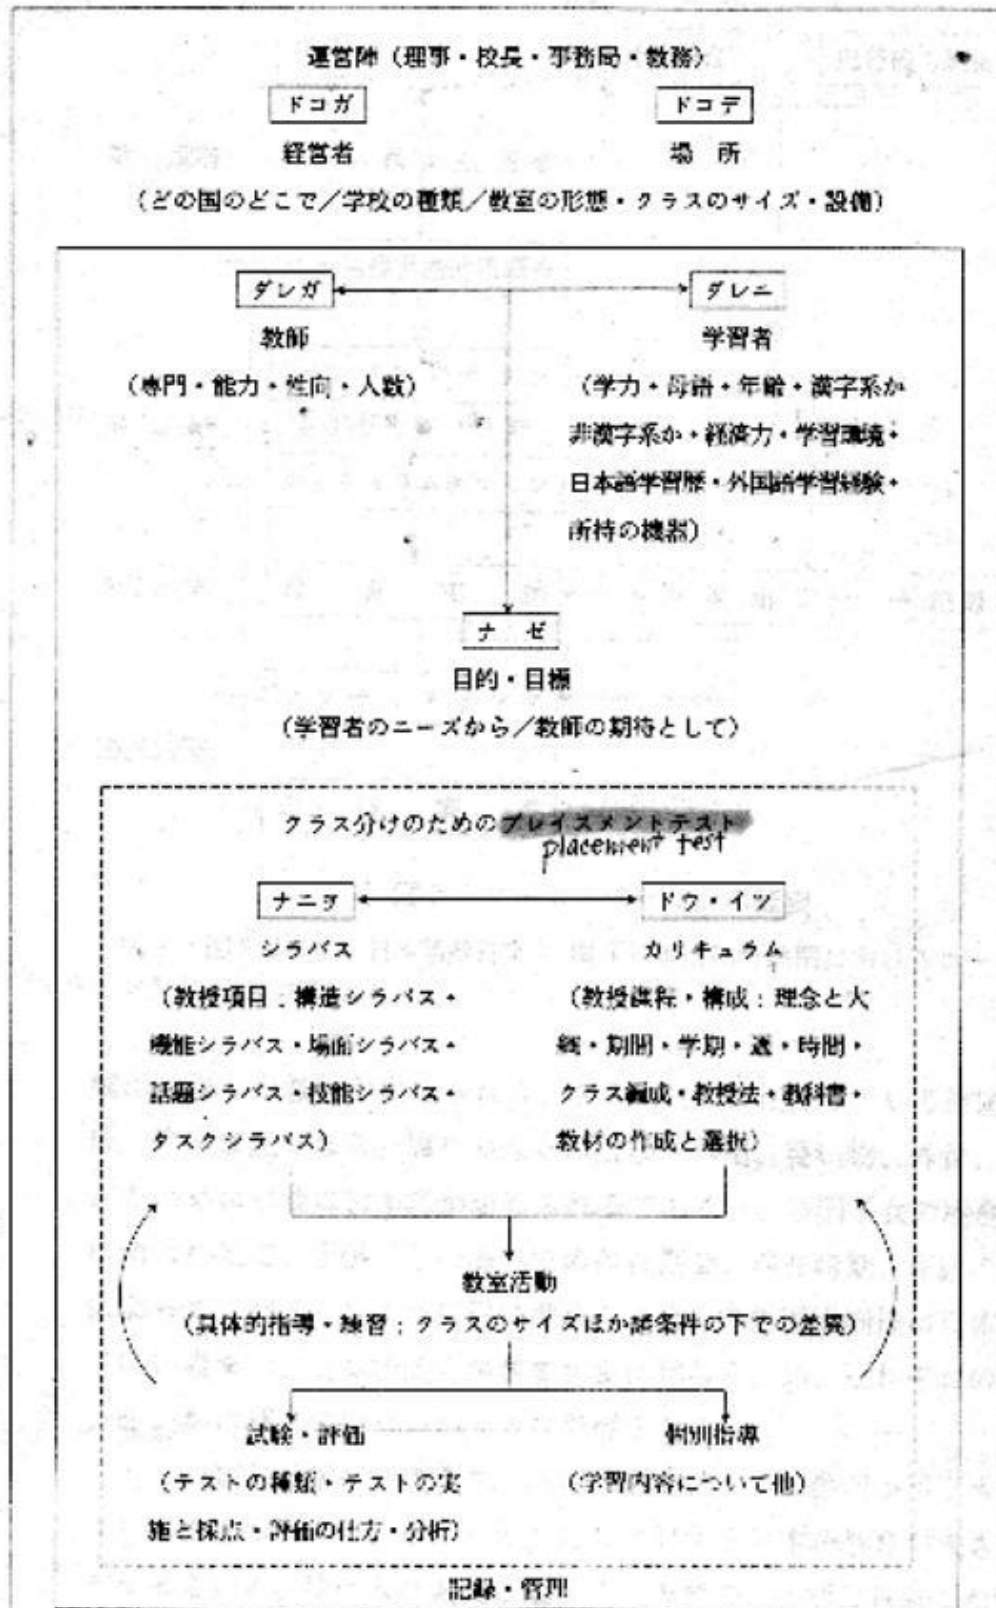 運営陣（理事・校長・事務局・教務）
ドコガ ドコデ
経営者 場所
（どの国のどこで／学校の種類／教室の形態・クラスのサイズ・設備）
ダレガ ダレニ
教師 学習者
（専門・能力・性向・人数） （学力・母語・年齢・漢字系か
非漢字系か・経済力・学習環境・
日本語学習歴・外国語学習経験・
所持の機器）
ナゼ
目的・目標
（学習者のニーズから／教師の期待として）
クラス分けのためのプレイスメントテスト
placement test
ナニヲ ドウ・イツ
シラバス カリキュラム
（教授項目：構造シラバス・ （教授課程・構成：理念と大
機能シラバス・場面シラバス・ 綱・期間・学期・週・時間・
話題シラバス・技能シラバス・ クラス編成・教授法・教科書・
タスクシラバス） 教材の作成と選択）
教室活動
（具体的指導・練習：クラスのサイズほか諸条件の下での差異）
試験・評価 個別指導
（テストの種類・テストの実 （学習内容について他）
施と採点・評価の仕方・分析）
記録・管理